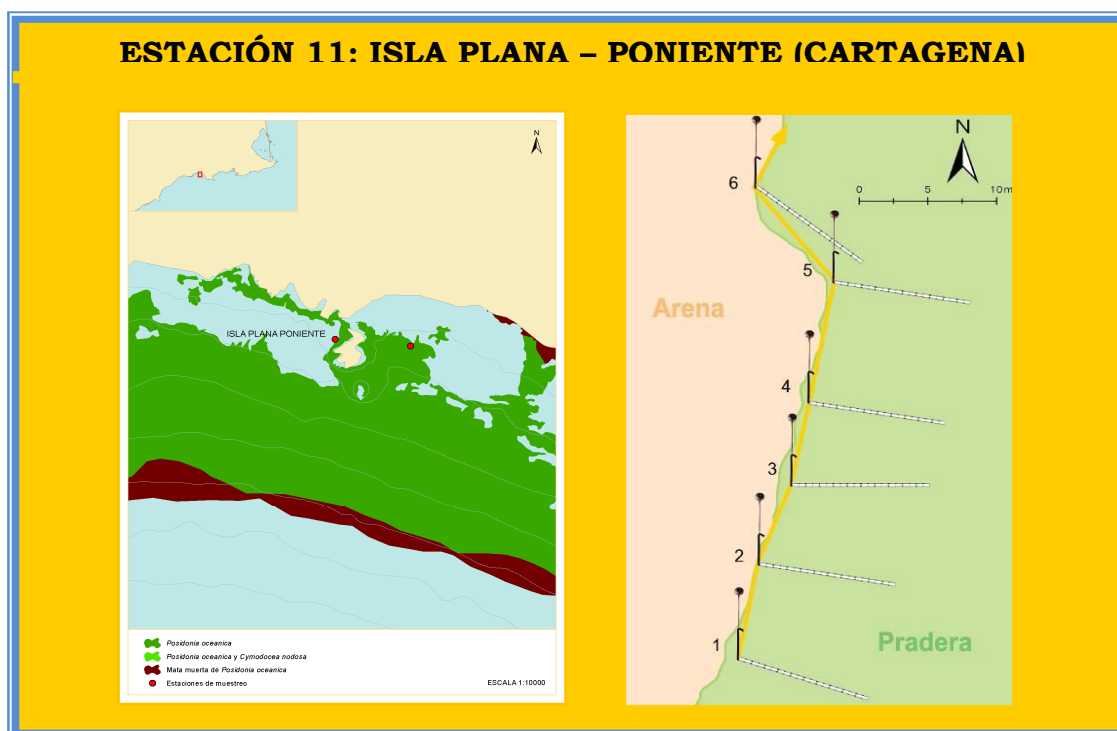 ESTACIÓN 11: ISLA PLANA – PONIENTE (CARTAGENA)
N
ISLA PLANA PONIENTE
Posidonia oceanica
Posidonia oceanica y Cymodocea nodosa
Mata muerta de Posidonia oceanica
Estaciones de muestreo
ESCALA 1:10000
N
0 5 10m
6
5
Arena
4
3
2
1
Pradera